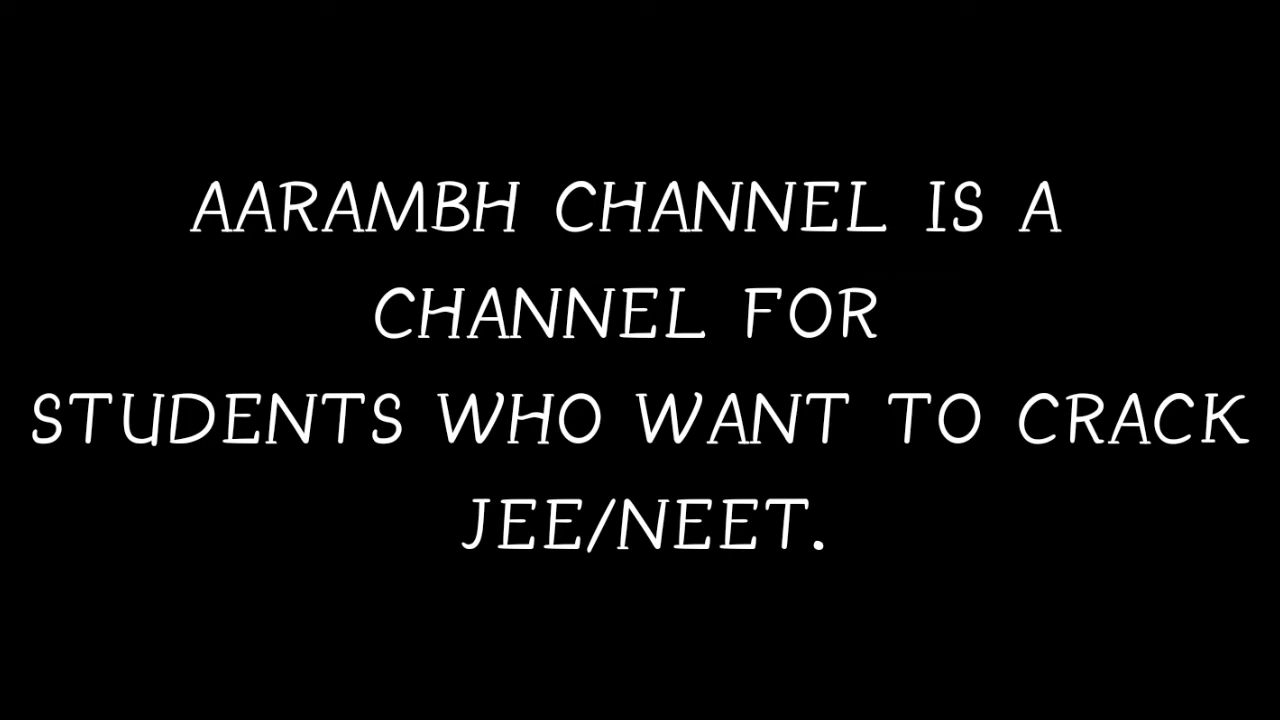 AARAMBH CHANNEL IS A
CHANNEL FOR
STUDENTS WHO WANT TO CRACK
JEE/NEET.